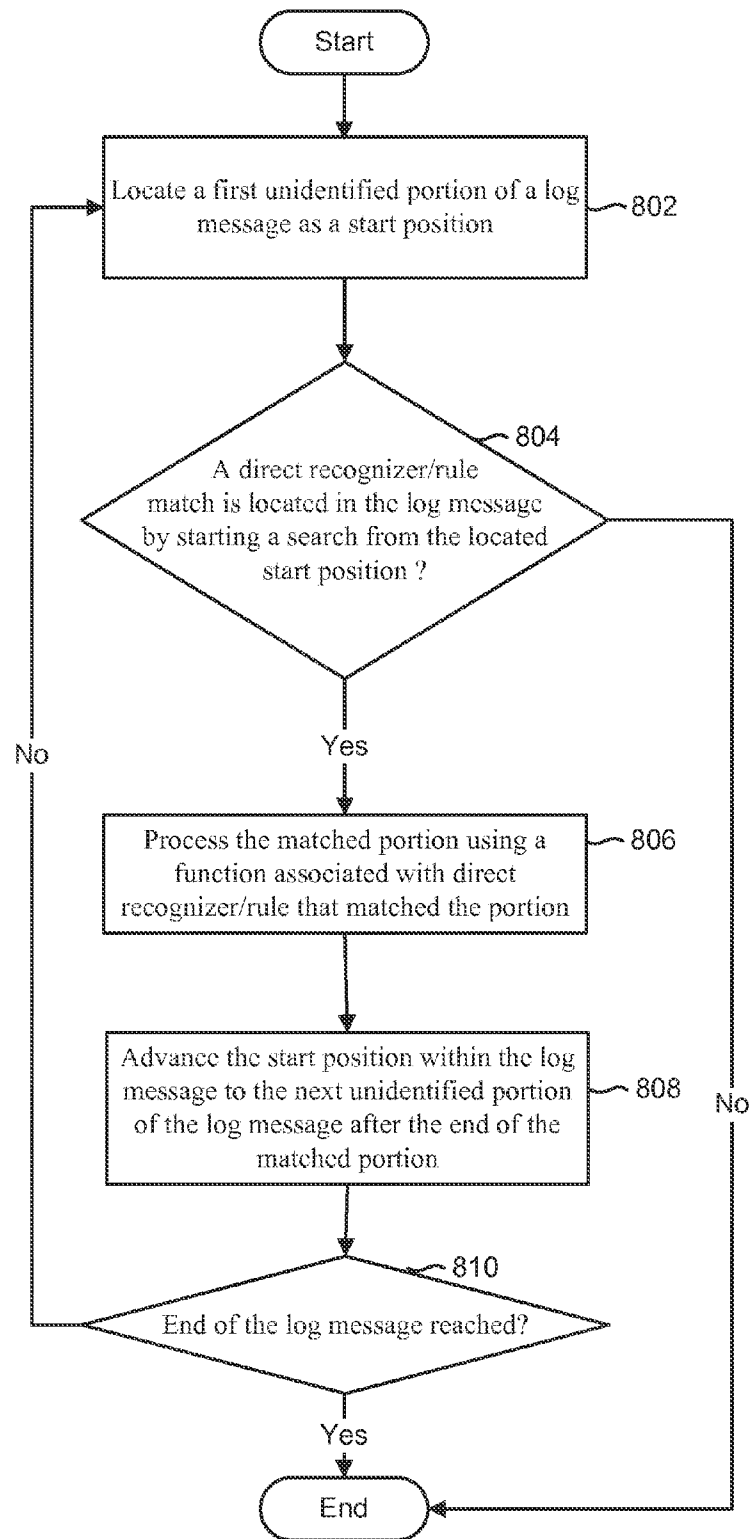 Start
Locate a first unidentified portion of a log
message as a start position
802
804
A direct recognizer/rule
match is located in the log message
by starting a search from the located
start position ?
No
Yes
Process the matched portion using a
function associated with direct
recognizer/rule that matched the portion
806
Advance the start position within the log
message to the next unidentified portion
of the log message after the end of the
matched portion
808
No
810
End of the log message reached?
Yes
End